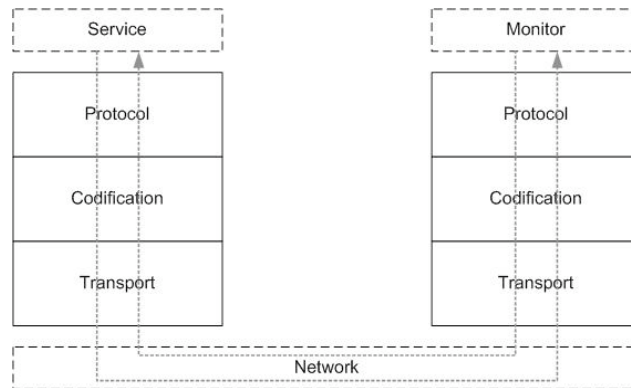 Service
Monitor
Protocol
Protocol
Codification
Codification
Transport
Transport
Network